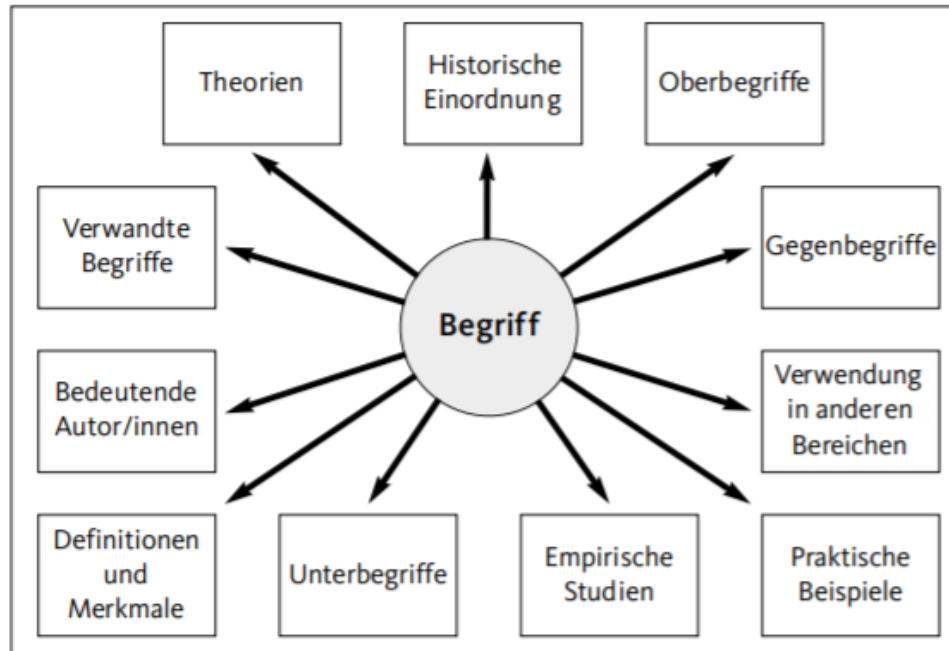 Theorien
Historische
Einordnung
Oberbegriffe
Verwandte
Begriffe
Gegenbegriffe
Begriff
Bedeutende
Autor/innen
Verwendung
in anderen
Bereichen
Definitionen
und
Merkmale
Unterbegriffe
Empirische
Studien
Praktische
Beispiele